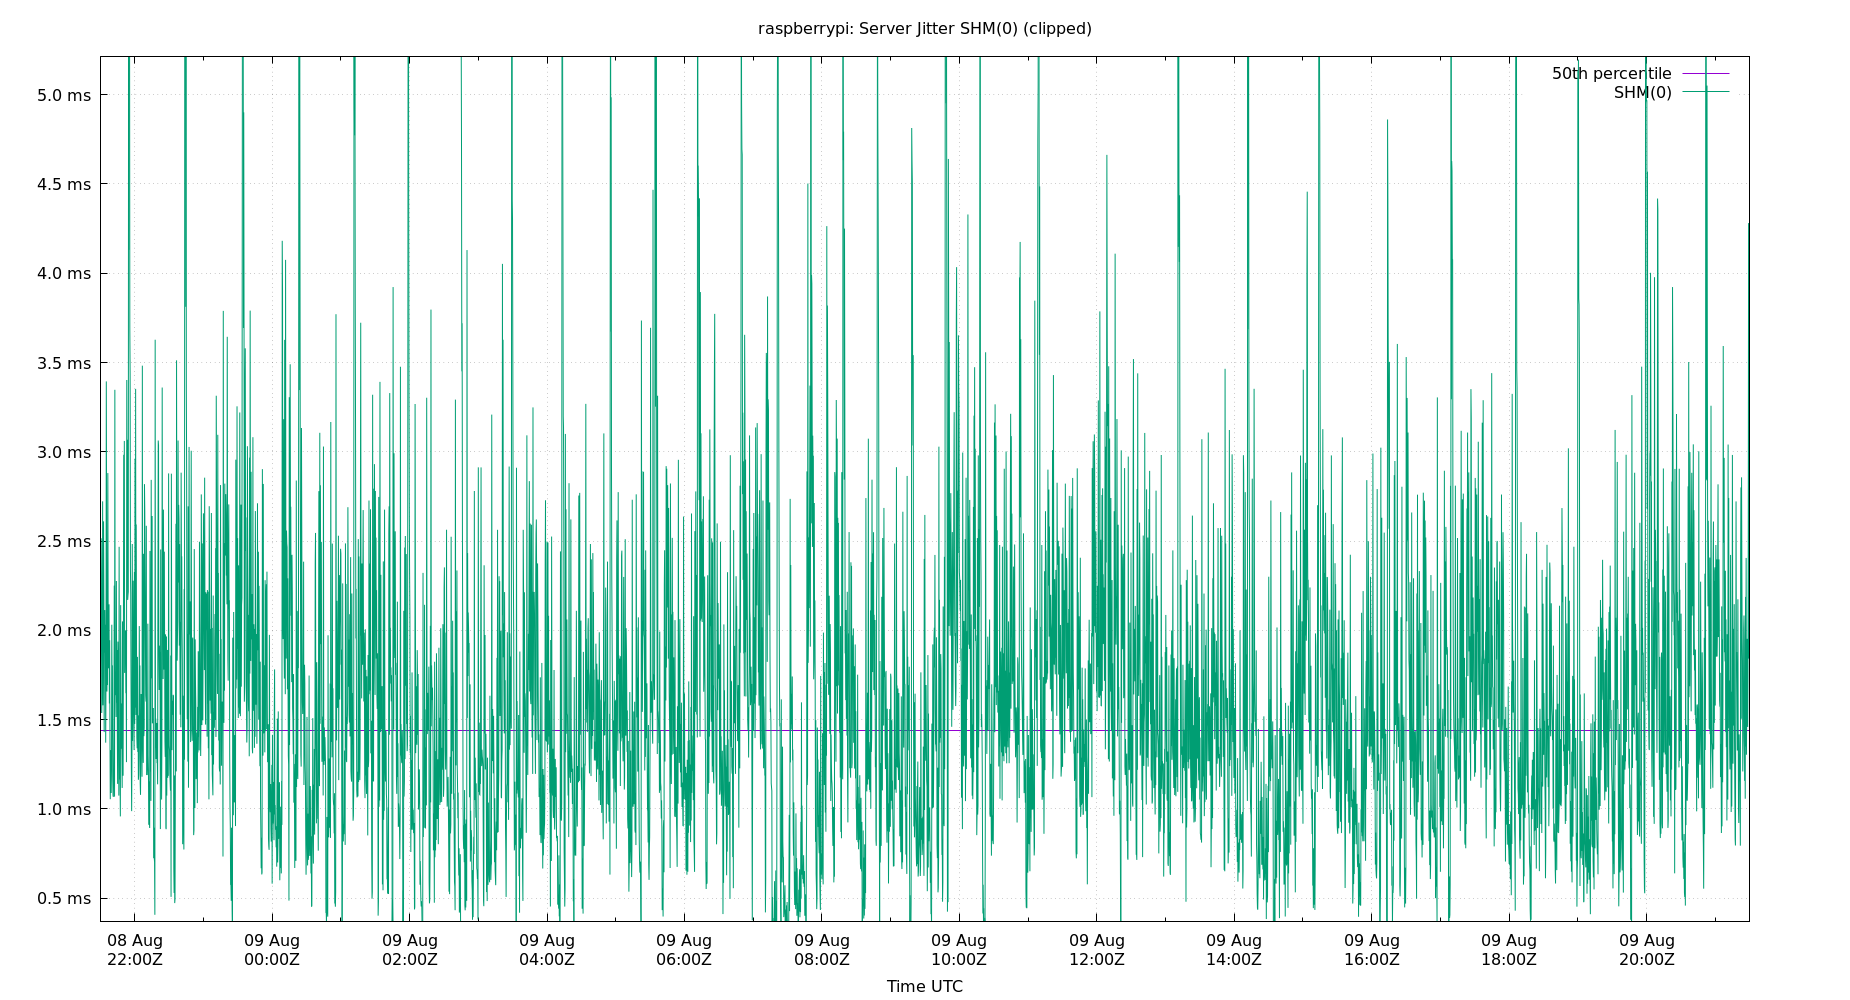 raspberrypi: Server Jitter SHM(0) (clipped)
50th percentile
SHM(0)
5.0 ms
4.5 ms
4.0 ms
3.5 ms
3.0 ms
2.5 ms
2.0 ms
1.5 ms
1.0 ms
0.5 ms
08 Aug 09 Aug 09 Aug 09 Aug 09 Aug 09 Aug 09 Aug 09 Aug 09 Aug 09 Aug 09 Aug 09 Aug
22:00Z 00:00Z 02:00Z 04:00Z 06:00Z 08:00Z 10:00Z 12:00Z 14:00Z 16:00Z 18:00Z 20:00Z
Time UTC